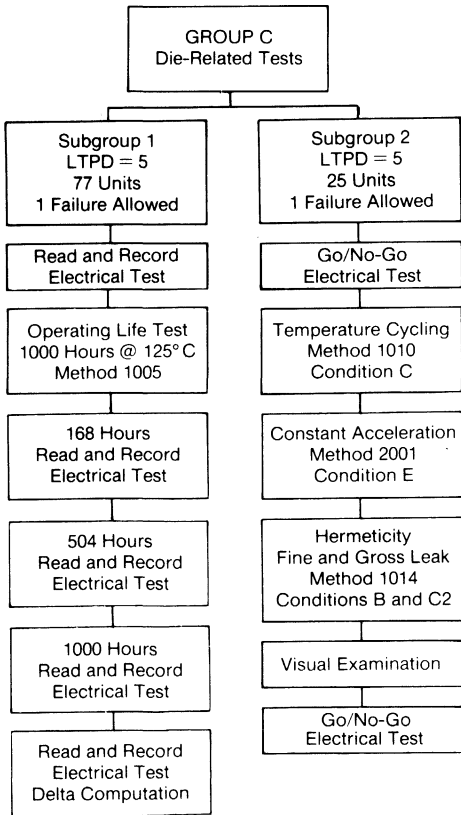 GROUP C
Die-Related Tests
Subgroup 1
LTPD = 5
77 Units
1 Failure Allowed
Read and Record
Electrical Test
Operating Life Test
1000 Hours @ 125° C
Method 1005
168 Hours
Read and Record
Electrical Test
504 Hours
Read and Record
Electrical Test
1000 Hours
Read and Record
Electrical Test
Read and Record
Electrical Test
Delta Computation
Subgroup 2
LTPD = 5
25 Units
1 Failure Allowed
Go/No-Go
Electrical Test
Temperature Cycling
Method 1010
Condition C
Constant Acceleration
Method 2001
Condition E
Hermeticity
Fine and Gross Leak
Method 1014
Conditions B and C2
Visual Examination
Go/No-Go
Electrical Test